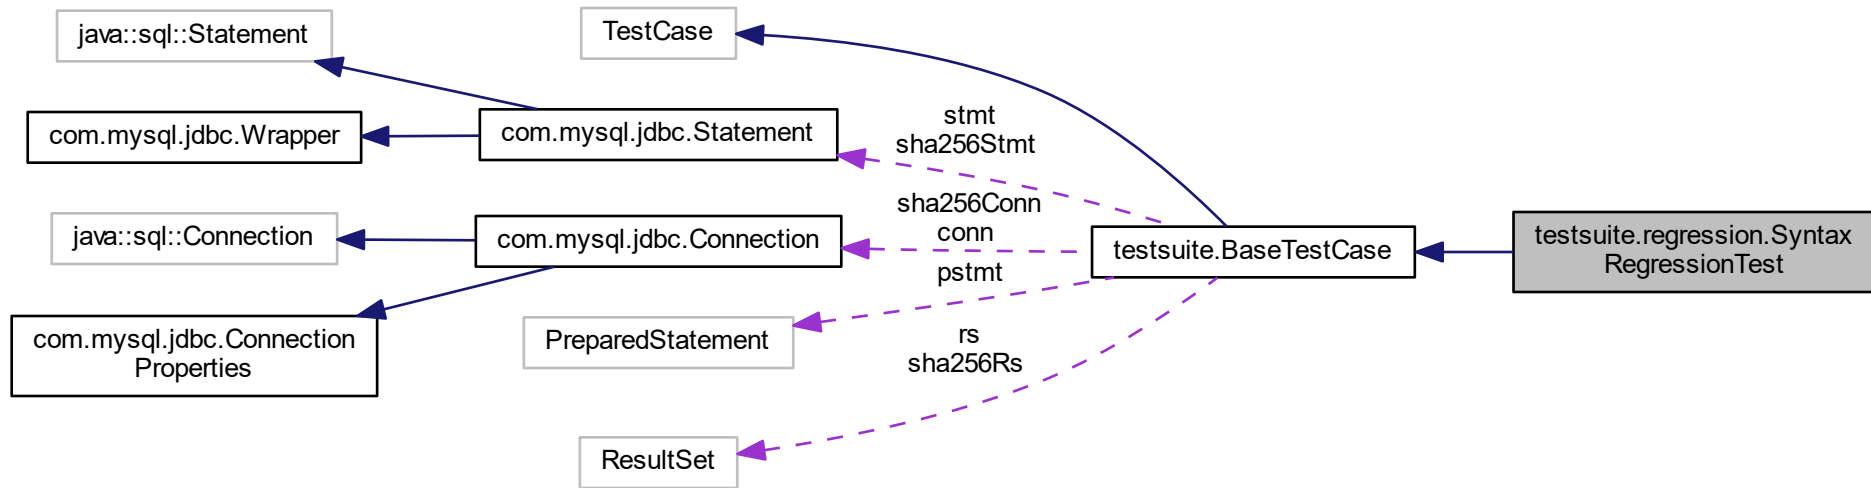 java::sql::Statement
TestCase
com.mysql.jdbc.Wrapper
com.mysql.jdbc.Statement
stmt
sha256Stmt
java::sql::Connection
com.mysql.jdbc.Connection
sha256Conn
conn
testsuite.BaseTestCase
testsuite.regression.Syntax
RegressionTest
com.mysql.jdbc.Connection
Properties
PreparedStatement
pstmt
rs
sha256Rs
ResultSet